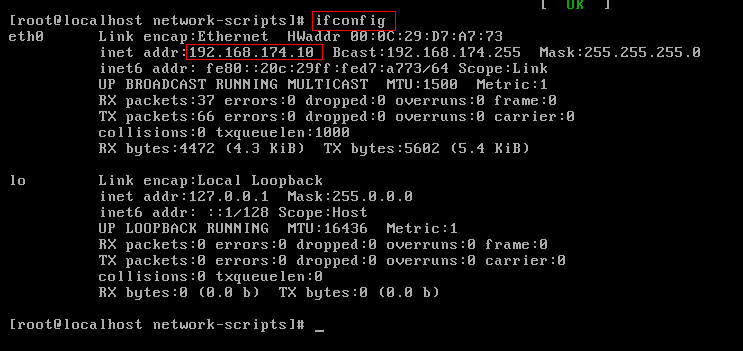 [  OK
[root@localhost network-scripts]# ifconfig
eth0      Link encap:Ethernet  HWaddr 00:0C:29:D7:A7:73
          inet addr:192.168.174.10  Bcast:192.168.174.255  Mask:255.255.255.0
          inet6 addr: fe80::20c:29ff:fed7:a773/64 Scope:Link
          UP BROADCAST RUNNING MULTICAST  MTU:1500  Metric:1
          RX packets:37 errors:0 dropped:0 overruns:0 frame:0
          TX packets:66 errors:0 dropped:0 overruns:0 carrier:0
          collisions:0 txqueuelen:1000
          RX bytes:4472 (4.3 KiB)  TX bytes:5602 (5.4 KiB)
lo        Link encap:Local Loopback
          inet addr:127.0.0.1  Mask:255.0.0.0
          inet6 addr: ::1/128 Scope:Host
          UP LOOPBACK RUNNING  MTU:16436  Metric:1
          RX packets:0 errors:0 dropped:0 overruns:0 frame:0
          TX packets:0 errors:0 dropped:0 overruns:0 carrier:0
          collisions:0 txqueuelen:0
          RX bytes:0 (0.0 b)  TX bytes:0 (0.0 b)
[root@localhost network-scripts]# _